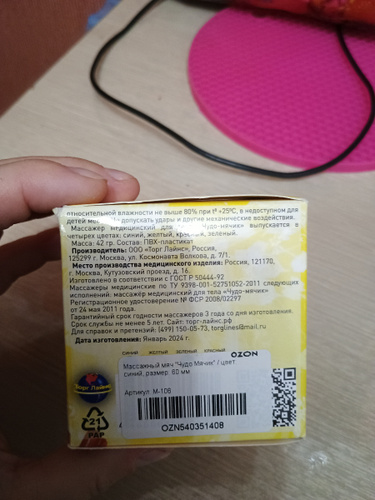 относительной влажности не выше 80% при t° +25°С, в недоступном для
детей мес допускать удары и другие механические воздействия.
Массажер медицинский для «Чудо-мячик» выпускается в
четырех цветах: синий, желтый, красный, зеленый.
Масса: 42 гр. Состав: ПВХ-пластикат
Производитель: ООО «Торг Лайнс», Россия,
125299 г. Москва, ул. Космонавта Волкова, д. 7/1.
Место производства медицинского изделия: Россия, 121170,
г. Москва, Кутузовский проезд, д. 16.
Изготовлено в соответствии с ГОСТ Р 50444-92
Массажеры медицинские по ТУ 9398-001-52751051-2011 следующих
исполнений: массажер медицинский для тела «Чудо-мячик»
Регистрационное удостоверение № ФСР 2008/02297
от 24 мая 2011 года.
Гарантийный срок годности массажеров 3 года со дня изготовления.
Срок службы не менее 5 лет. Сайт: торг-лайнс.рф
Для справок и претензий: (499) 150-05-73, torglines@mail.ru
Дата изготовления: Январь 2024 г.
СИНИЙ ЖЕЛТЫЙ ЗЕЛЕНЫЙ КРАСНЫЙ
OZON
Массажный мяч "Чудо Мячик" / цвет
синий, размер: 60 мм
Артикул: М-106
OZN540351408
Торг Лайнс
21
PAP